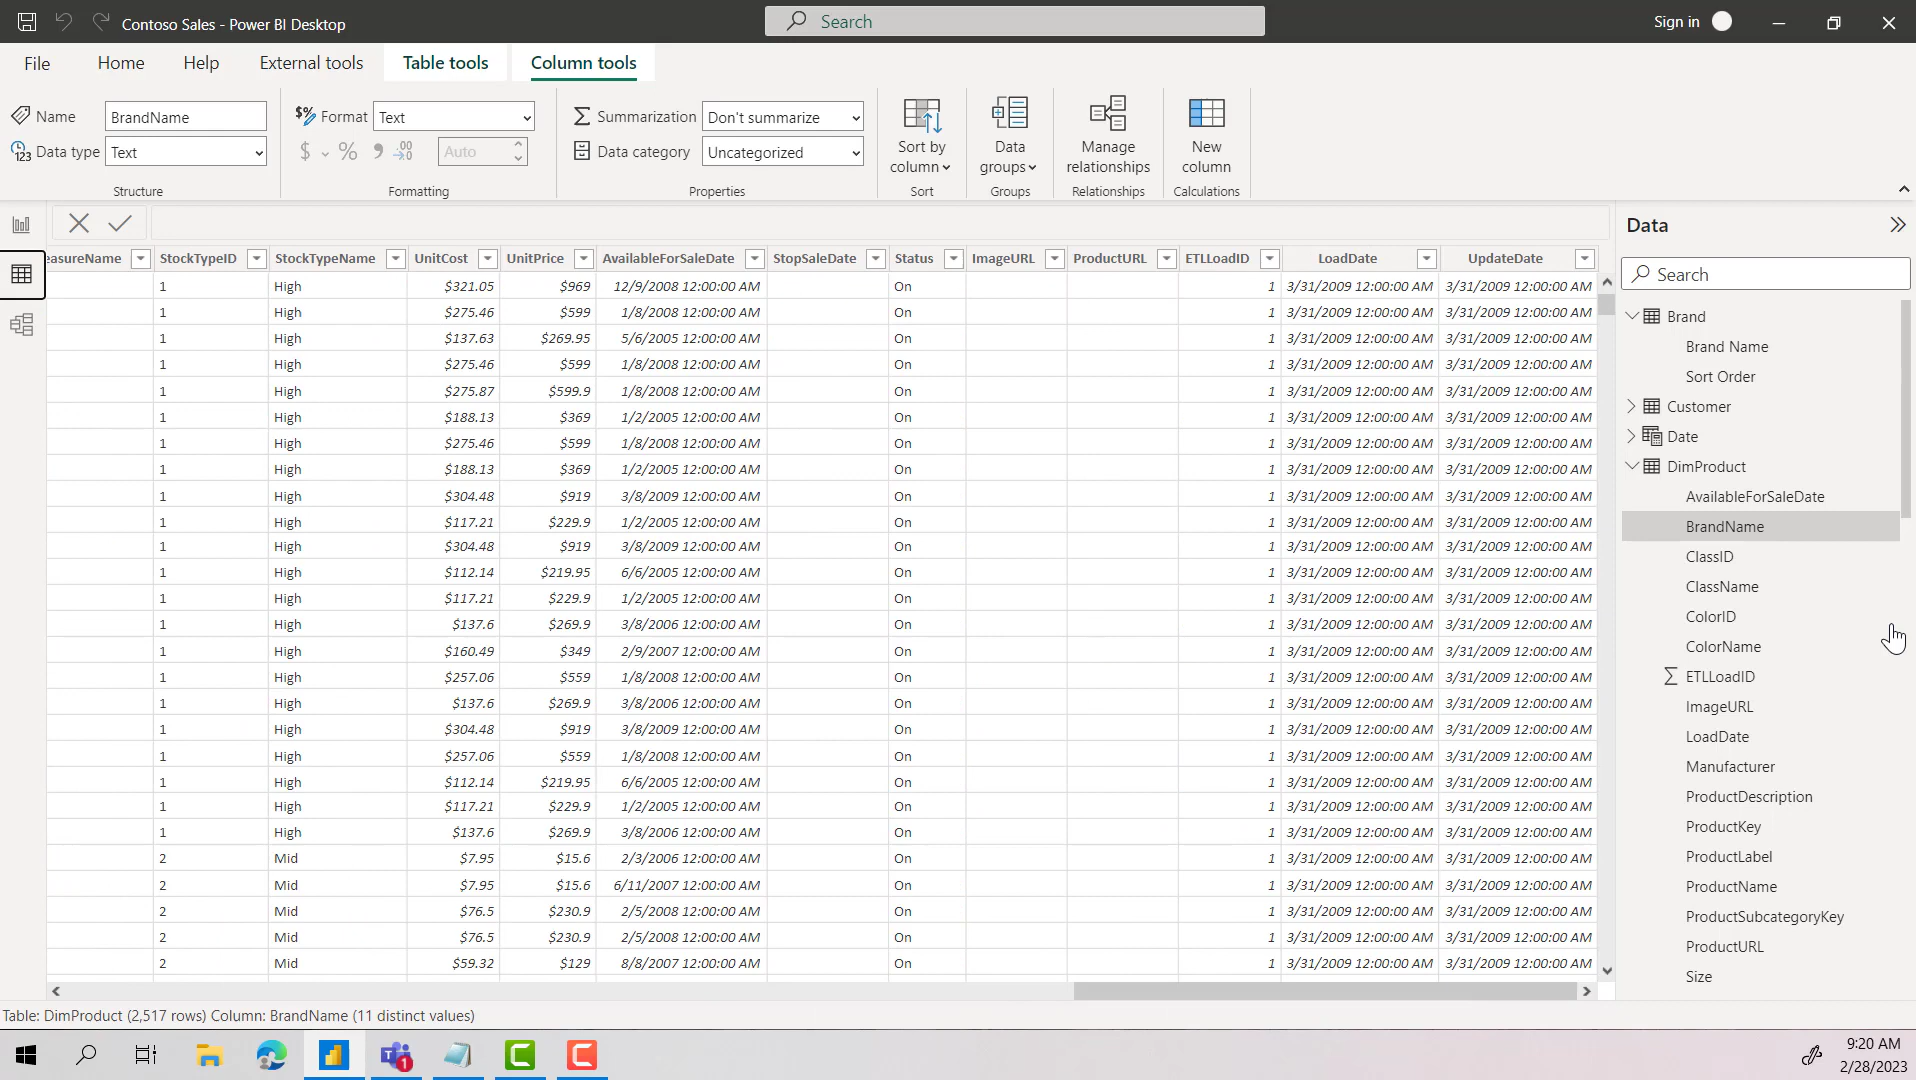 Contoso Sales - Power BI Desktop
Search
Sign in
File Home Help External tools Table tools Column tools
Name BrandName
Data type Text
Structure
Format Text
$ % 9 .00 Auto
Formatting
Summarization Don't summarize
Data category Uncategorized
Properties
Sort by column
Sort
Data groups
Groups
Manage relationships
Relationships
New column
Calculations
easureName StockTypeID StockTypeName UnitCost UnitPrice AvailableForSaleDate StopSaleDate Status ImageURL ProductURL ETLLoadID LoadDate UpdateDate
1 High $321.05 $969 12/9/2008 12:00:00 AM On 1 3/31/2009 12:00:00 AM 3/31/2009 12:00:00 AM
1 High $275.46 $599 1/8/2008 12:00:00 AM On 1 3/31/2009 12:00:00 AM 3/31/2009 12:00:00 AM
1 High $137.63 $269.95 5/6/2005 12:00:00 AM On 1 3/31/2009 12:00:00 AM 3/31/2009 12:00:00 AM
1 High $275.46 $599 1/8/2008 12:00:00 AM On 1 3/31/2009 12:00:00 AM 3/31/2009 12:00:00 AM
1 High $275.87 $599.9 1/8/2008 12:00:00 AM On 1 3/31/2009 12:00:00 AM 3/31/2009 12:00:00 AM
1 High $188.13 $369 1/2/2005 12:00:00 AM On 1 3/31/2009 12:00:00 AM 3/31/2009 12:00:00 AM
1 High $275.46 $599 1/8/2008 12:00:00 AM On 1 3/31/2009 12:00:00 AM 3/31/2009 12:00:00 AM
1 High $188.13 $369 1/2/2005 12:00:00 AM On 1 3/31/2009 12:00:00 AM 3/31/2009 12:00:00 AM
1 High $304.48 $919 3/8/2009 12:00:00 AM On 1 3/31/2009 12:00:00 AM 3/31/2009 12:00:00 AM
1 High $117.21 $229.9 1/2/2005 12:00:00 AM On 1 3/31/2009 12:00:00 AM 3/31/2009 12:00:00 AM
1 High $304.48 $919 3/8/2009 12:00:00 AM On 1 3/31/2009 12:00:00 AM 3/31/2009 12:00:00 AM
1 High $112.14 $219.95 6/6/2005 12:00:00 AM On 1 3/31/2009 12:00:00 AM 3/31/2009 12:00:00 AM
1 High $117.21 $229.9 1/2/2005 12:00:00 AM On 1 3/31/2009 12:00:00 AM 3/31/2009 12:00:00 AM
1 High $137.6 $269.9 3/8/2006 12:00:00 AM On 1 3/31/2009 12:00:00 AM 3/31/2009 12:00:00 AM
1 High $160.49 $349 2/9/2007 12:00:00 AM On 1 3/31/2009 12:00:00 AM 3/31/2009 12:00:00 AM
1 High $257.06 $559 1/8/2008 12:00:00 AM On 1 3/31/2009 12:00:00 AM 3/31/2009 12:00:00 AM
1 High $137.6 $269.9 3/8/2006 12:00:00 AM On 1 3/31/2009 12:00:00 AM 3/31/2009 12:00:00 AM
1 High $304.48 $919 3/8/2009 12:00:00 AM On 1 3/31/2009 12:00:00 AM 3/31/2009 12:00:00 AM
1 High $257.06 $559 1/8/2008 12:00:00 AM On 1 3/31/2009 12:00:00 AM 3/31/2009 12:00:00 AM
1 High $112.14 $219.95 6/6/2005 12:00:00 AM On 1 3/31/2009 12:00:00 AM 3/31/2009 12:00:00 AM
1 High $117.21 $229.9 1/2/2005 12:00:00 AM On 1 3/31/2009 12:00:00 AM 3/31/2009 12:00:00 AM
1 High $137.6 $269.9 3/8/2006 12:00:00 AM On 1 3/31/2009 12:00:00 AM 3/31/2009 12:00:00 AM
2 Mid $7.95 $15.6 2/3/2006 12:00:00 AM On 1 3/31/2009 12:00:00 AM 3/31/2009 12:00:00 AM
2 Mid $7.95 $15.6 6/11/2007 12:00:00 AM On 1 3/31/2009 12:00:00 AM 3/31/2009 12:00:00 AM
2 Mid $76.5 $230.9 2/5/2008 12:00:00 AM On 1 3/31/2009 12:00:00 AM 3/31/2009 12:00:00 AM
2 Mid $76.5 $230.9 2/5/2008 12:00:00 AM On 1 3/31/2009 12:00:00 AM 3/31/2009 12:00:00 AM
2 Mid $59.32 $129 8/8/2007 12:00:00 AM On 1 3/31/2009 12:00:00 AM 3/31/2009 12:00:00 AM
Data
Search
Brand
Brand Name
Sort Order
Customer
Date
DimProduct
AvailableForSaleDate
BrandName
ClassID
ClassName
ColorID
ColorName
∑ ETLLoadID
ImageURL
LoadDate
Manufacturer
ProductDescription
ProductKey
ProductLabel
ProductName
ProductSubcategoryKey
ProductURL
Size
Table: DimProduct (2,517 rows) Column: BrandName (11 distinct values)
1
9:20 AM
2/28/2023